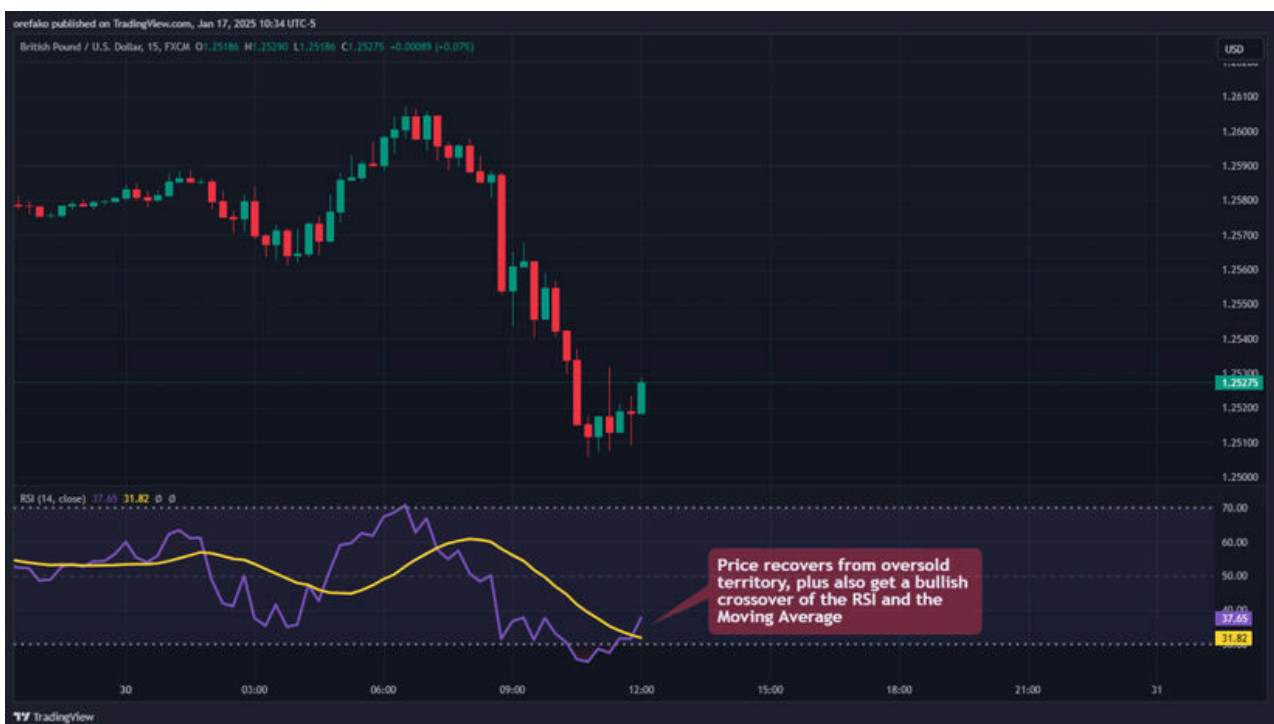 orefako published on TradingView.com, Jan 17, 2025 10:34 UTC-5
British Pound / U.S. Dollar, 15, FXCM O1.25186 H1.25290 L1.25186 C1.25275 +0.00089 (+0.07%)
USD
1.26100
1.26000
1.25900
1.25800
1.25700
1.25600
1.25500
1.25400
1.25300
1.25275
1.25200
1.25100
1.25000
RSI (14, close) 37.65 31.82 Ø Ø
70.00
60.00
50.00
Price recovers from oversold
territory, plus also get a bullish
crossover of the RSI and the
Moving Average
40.00
37.65
31.82
30 03:00 06:00 09:00 12:00 15:00 18:00 21:00 31
TradingView